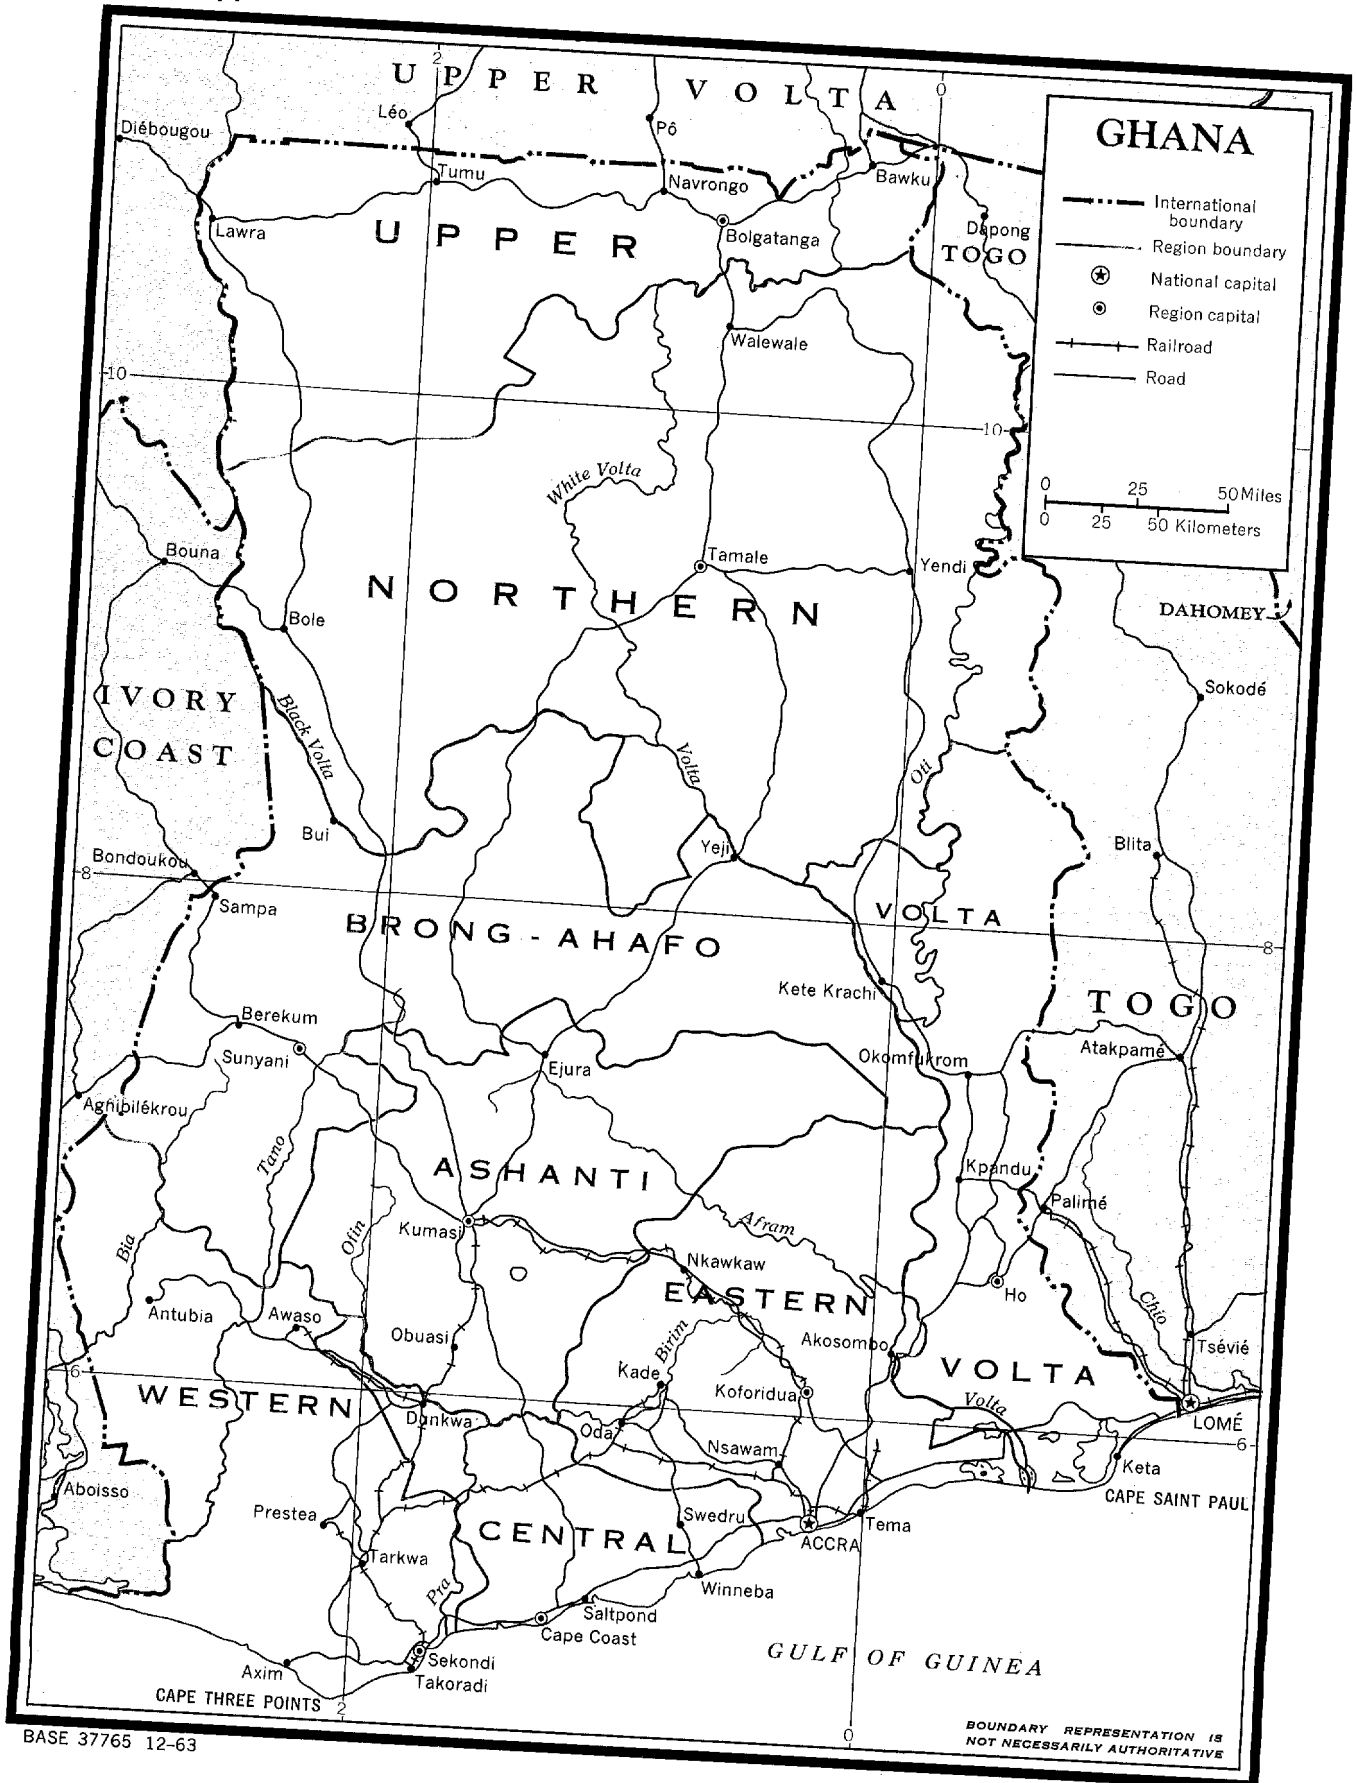 UPPER VOLTA
2
0
Léo
Pô
Diébougou
GHANA
Tumu
Navrongo
Bawku
International
boundary
Lawra
UPPER
Bolgatanga
Dapong
TOGO
Region boundary
National capital
Region capital
Walewale
Railroad
Road
10
10
White Volta
0 25 50 Miles
0 25 50 Kilometers
Bouna
Tamale
Yendi
NORTHERN
DAHOMEY
Bole
IVORY
COAST
Black Volta
Sokodé
Volta
Oti
Bui
Yeji
Blita
Bondoukou
8
Sampa
VOLTA
BRONG-AHAFO
8
Kete Krachi
TOGO
Berekum
Sunyani
Ejura
Okomfukrom
Atakpamé
Agnibilékrou
Tano
ASHANTI
Kpandu
Palimé
Bia
Ofin
Kumasi
Afram
Nkawkaw
EASTERN
Ho
Chio
Antubia
Awaso
Obuasi
Birim
Akosombo
Tsévié
6
WESTERN
Kade
Koforidua
VOLTA
Dunkwa
Oda
Volta
LOMÉ
Nsawam
6
Keta
Aboisso
CAPE SAINT PAUL
Prestea
Swedru
CENTRAL
ACCRA
Tema
Tarkwa
Pra
Winneba
Saltpond
Cape Coast
Sekondi
Takoradi
Axim
GULF OF GUINEA
CAPE THREE POINTS
2
0
BASE 37765 12-63
BOUNDARY REPRESENTATION IS
NOT NECESSARILY AUTHORITATIVE